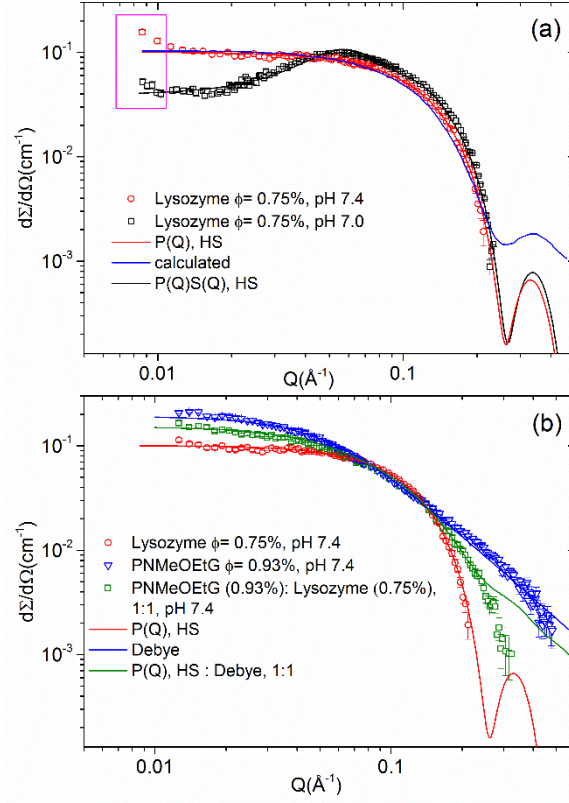 (a)
10⁻¹
10⁻²
10⁻³
dΣ/dΩ(cm⁻¹)
Lysozyme ϕ= 0.75%, pH 7.4
Lysozyme ϕ= 0.75%, pH 7.0
P(Q), HS
calculated
P(Q)S(Q), HS
0.01
0.1
Q(Å⁻¹)
(b)
10⁻¹
10⁻²
10⁻³
dΣ/dΩ(cm⁻¹)
Lysozyme ϕ= 0.75%, pH 7.4
PNMeOEtG ϕ= 0.93%, pH 7.4
PNMeOEtG (0.93%): Lysozyme (0.75%),
1:1, pH 7.4
P(Q), HS
Debye
P(Q), HS : Debye, 1:1
0.01
0.1
Q(Å⁻¹)